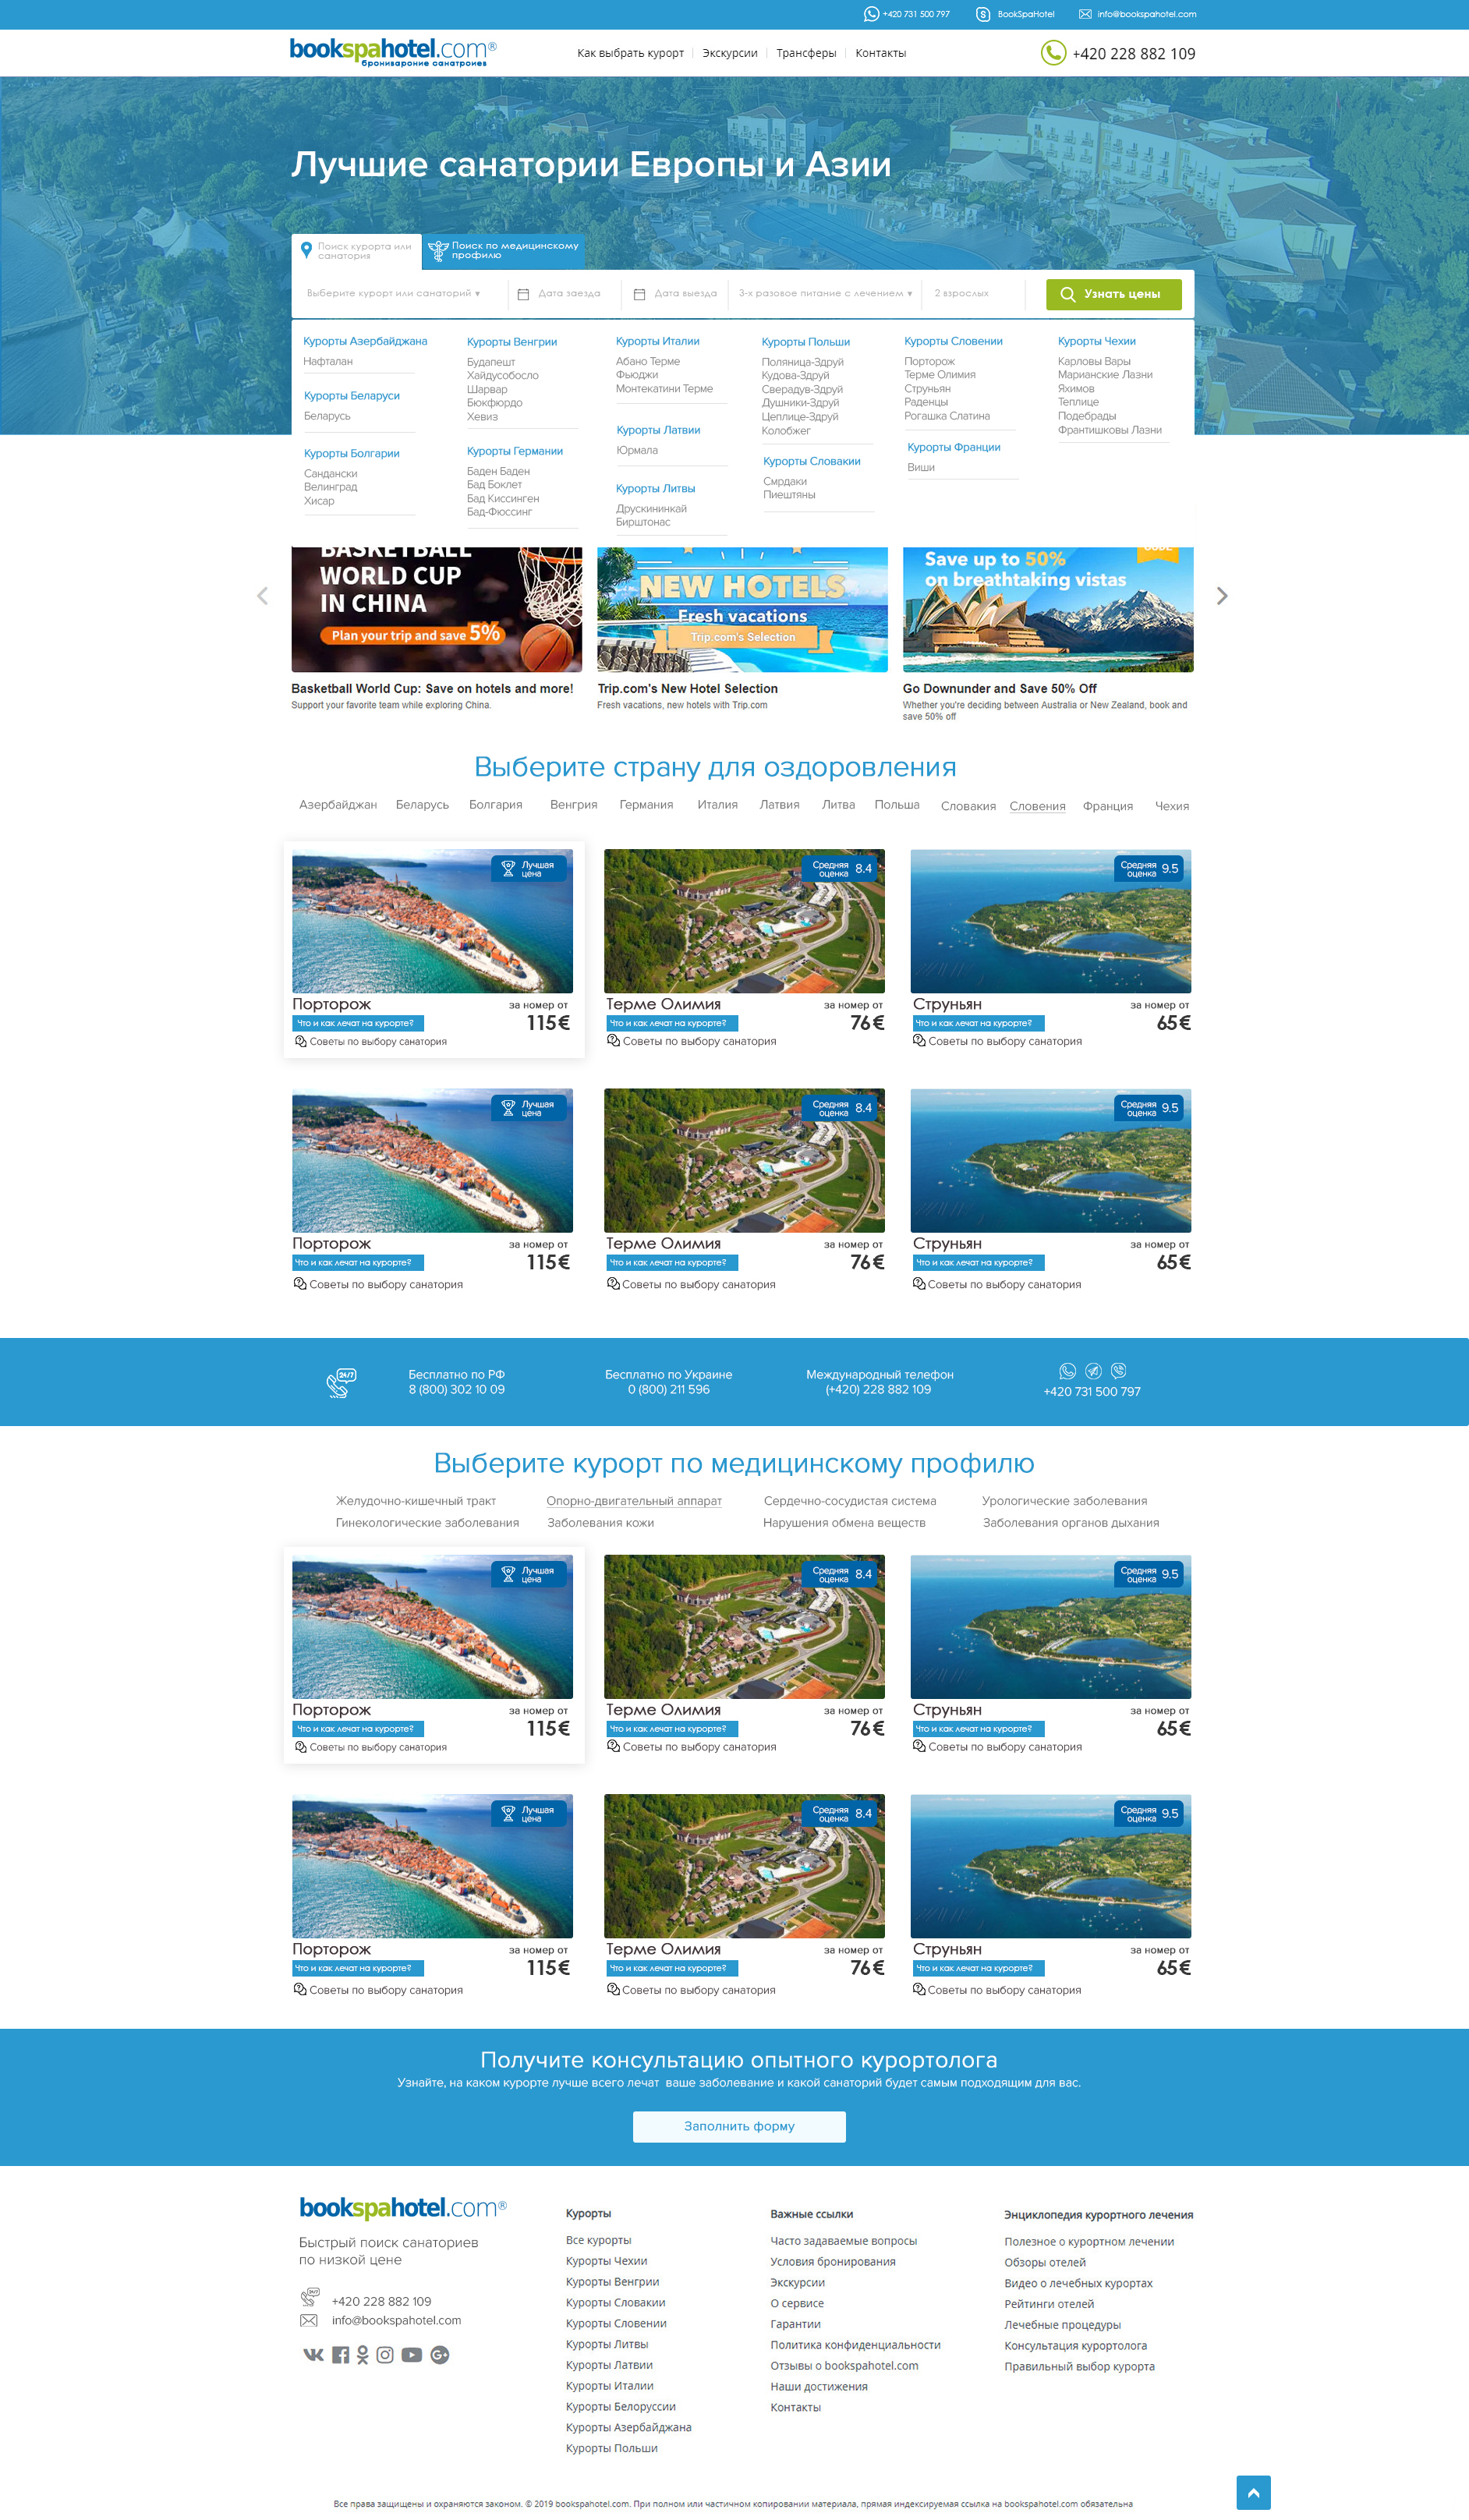 +420 731 500 797
BookSpaHotel
info@bookspahotel.com
bookspahotel.com®
бронирвароние санатроиев
Как выбрать курорт
Экскурсии
Трансферы
Контакты
+420 228 882 109
Лучшие санатории Европы и Азии
Поиск курорта или
санатория
Поиск по медицинскому
профилю
Выберите курорт или санаторий
Дата заезда
Дата выезда
3-х разовое питание с лечением
2 взрослых
Узнать цены
Курорты Азербайджана
Нафталан
Курорты Беларуси
Беларусь
Курорты Болгарии
Сандански
Велинград
Хисар
Курорты Венгрии
Будапешт
Хайдусобосло
Шарвар
Бюкфюрдо
Хевиз
Курорты Германии
Баден Баден
Бад Боклет
Бад Киссинген
Бад-Фюссинг
Курорты Италии
Абано Терме
Фьюджи
Монтекатини Терме
Курорты Латвии
Юрмала
Курорты Литвы
Друскининкай
Бирштонас
Курорты Польши
Поляница-Здруй
Кудова-Здруй
Сверадув-Здруй
Душники-Здруй
Цеплице-Здруй
Колобжег
Курорты Словакии
Смрдаки
Пиештяны
Курорты Словении
Порторож
Терме Олимия
Струньян
Раденцы
Рогашка Слатина
Курорты Франции
Виши
Курорты Чехии
Карловы Вары
Марианские Лазни
Яхимов
Теплице
Подебрады
Франтишковы Лазни
BASKETBALL
WORLD CUP
IN CHINA
Plan your trip and save 5%
NEW HOTELS
Fresh vacations
Trip.com's Selection
CODE
Save up to 50%
on breathtaking vistas
Basketball World Cup: Save on hotels and more!
Support your favorite team while exploring China.
Trip.com's New Hotel Selection
Fresh vacations, new hotels with Trip.com
Go Downunder and Save 50% Off
Whether you're deciding between Australia or New Zealand, book and
save 50% off
Выберите страну для оздоровления
Азербайджан
Беларусь
Болгария
Венгрия
Германия
Италия
Латвия
Литва
Польша
Словакия
Словения
Франция
Чехия
Лучшая
цена
Порторож
за номер от
Что и как лечат на курорте?
115€
Советы по выбору санатория
Средняя
оценка 8.4
Терме Олимия
за номер от
Что и как лечат на курорте?
76€
Советы по выбору санатория
Средняя
оценка 9.5
Струньян
за номер от
Что и как лечат на курорте?
65€
Советы по выбору санатория
Лучшая
цена
Порторож
за номер от
Что и как лечат на курорте?
115€
Советы по выбору санатория
Средняя
оценка 8.4
Терме Олимия
за номер от
Что и как лечат на курорте?
76€
Советы по выбору санатория
Средняя
оценка 9.5
Струньян
за номер от
Что и как лечат на курорте?
65€
Советы по выбору санатория
24/7
Бесплатно по РФ
8 (800) 302 10 09
Бесплатно по Украине
0 (800) 211 596
Международный телефон
(+420) 228 882 109
+420 731 500 797
Выберите курорт по медицинскому профилю
Желудочно-кишечный тракт
Опорно-двигательный аппарат
Сердечно-сосудистая система
Урологические заболевания
Гинекологические заболевания
Заболевания кожи
Нарушения обмена веществ
Заболевания органов дыхания
Лучшая
цена
Порторож
за номер от
Что и как лечат на курорте?
115€
Советы по выбору санатория
Средняя
оценка 8.4
Терме Олимия
за номер от
Что и как лечат на курорте?
76€
Советы по выбору санатория
Средняя
оценка 9.5
Струньян
за номер от
Что и как лечат на курорте?
65€
Советы по выбору санатория
Лучшая
цена
Порторож
за номер от
Что и как лечат на курорте?
115€
Советы по выбору санатория
Средняя
оценка 8.4
Терме Олимия
за номер от
Что и как лечат на курорте?
76€
Советы по выбору санатория
Средняя
оценка 9.5
Струньян
за номер от
Что и как лечат на курорте?
65€
Советы по выбору санатория
Получите консультацию опытного курортолога
Узнайте, на каком курорте лучше всего лечат ваше заболевание и какой санаторий будет самым подходящим для вас.
Заполнить форму
bookspahotel.com®
Быстрый поиск санаториев
по низкой цене
24/7
+420 228 882 109
info@bookspahotel.com
Курорты
Все курорты
Курорты Чехии
Курорты Венгрии
Курорты Словакии
Курорты Словении
Курорты Литвы
Курорты Латвии
Курорты Италии
Курорты Белоруссии
Курорты Азербайджана
Курорты Польши
Важные ссылки
Часто задаваемые вопросы
Условия бронирования
Экскурсии
О сервисе
Гарантии
Политика конфиденциальности
Отзывы о bookspahotel.com
Наши достижения
Контакты
Энциклопедия курортного лечения
Полезное о курортном лечении
Обзоры отелей
Видео о лечебных курортах
Рейтинги отелей
Лечебные процедуры
Консультация курортолога
Правильный выбор курорта
Все права защищены и охраняются законом. © 2019 bookspahotel.com. При полном или частичном копировании материала, прямая индексируемая ссылка на bookspahotel.com обязательна